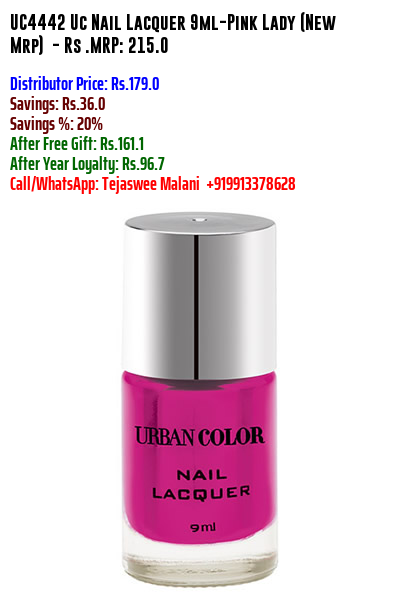 UC4442 Uc Nail Lacquer 9ml-Pink Lady (New
Mrp) - Rs .MRP: 215.0
Distributor Price: Rs.179.0
Savings: Rs.36.0
Savings %: 20%
After Free Gift: Rs.161.1
After Year Loyalty: Rs.96.7
Call/WhatsApp: Tejaswee Malani +919913378628
URBAN COLOR
NAIL
LACQUER
9ml